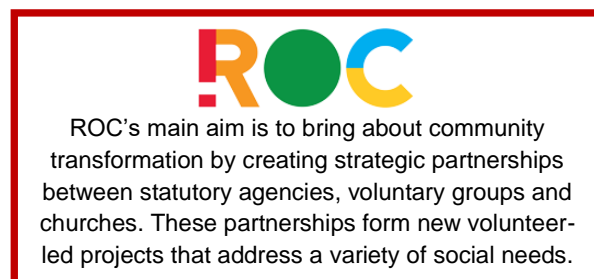 ROC
ROC's main aim is to bring about community
transformation by creating strategic partnerships
between statutory agencies, voluntary groups and
churches. These partnerships form new volunteer-
led projects that address a variety of social needs.